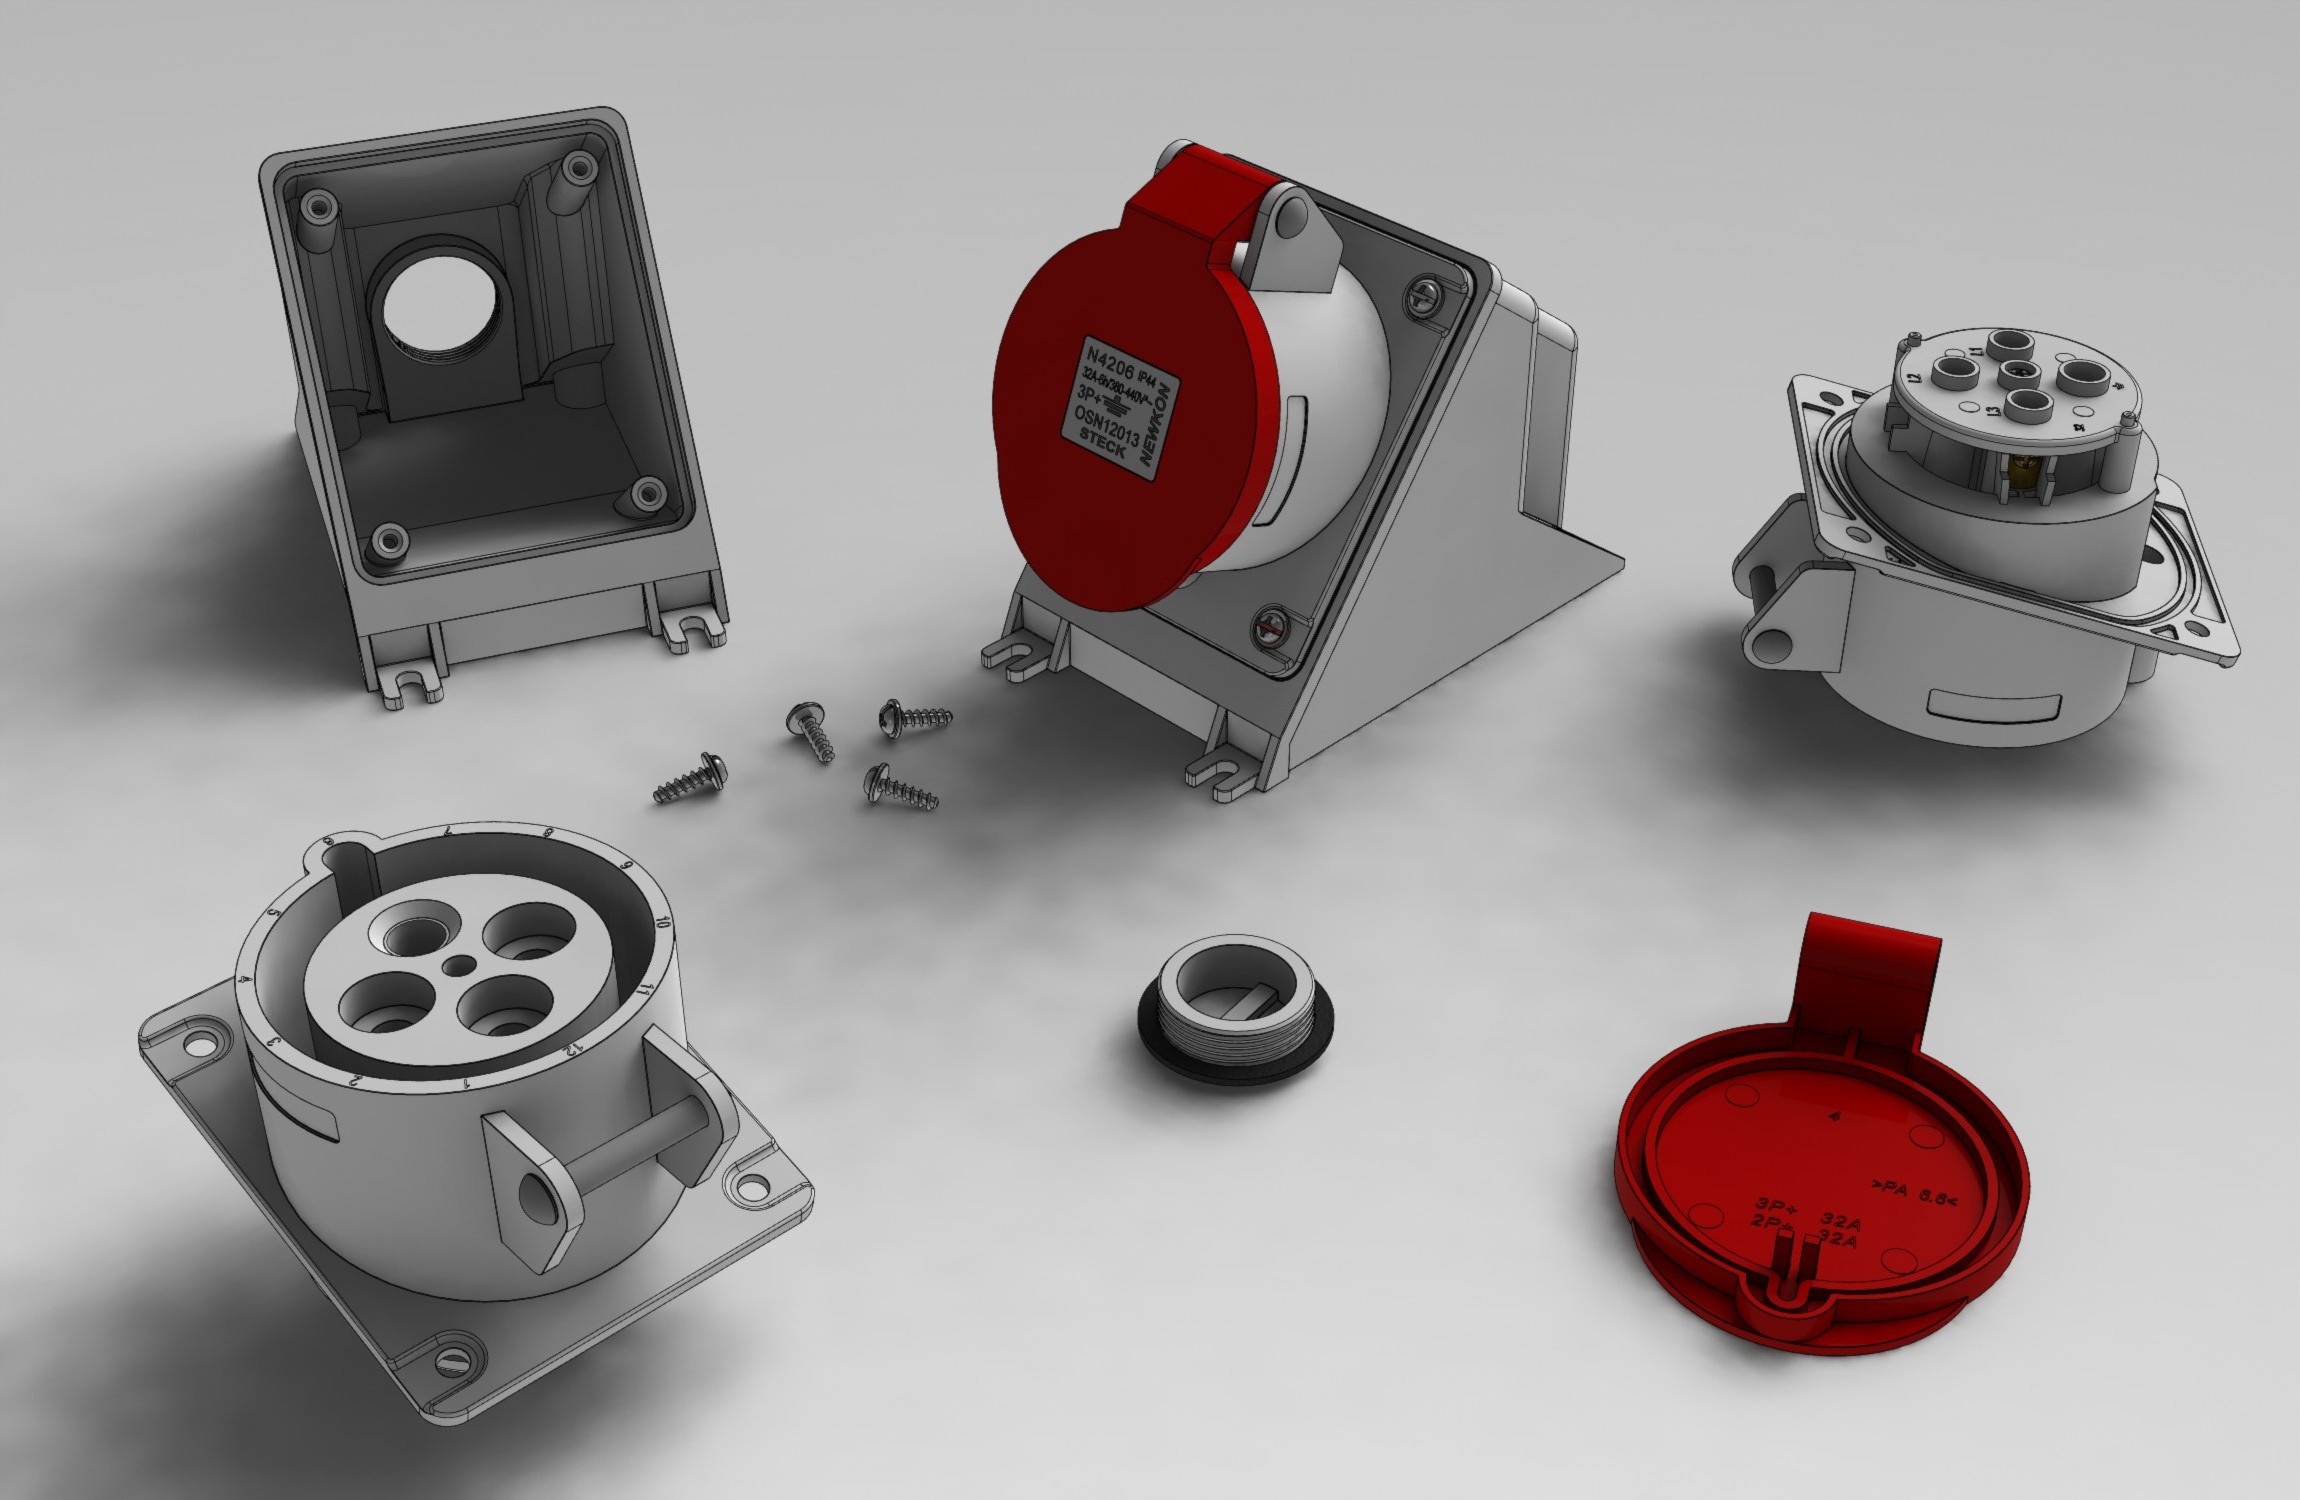 N4206 IP44
32A-6h/380-440V~
3P+
OSN12013
STECK
NEWKON
L1
L2
L3
6
7
8
9
10
11
12
1
2
3
4
5
4
>PA 6.6<
3P+ 32A
2P+ 32A